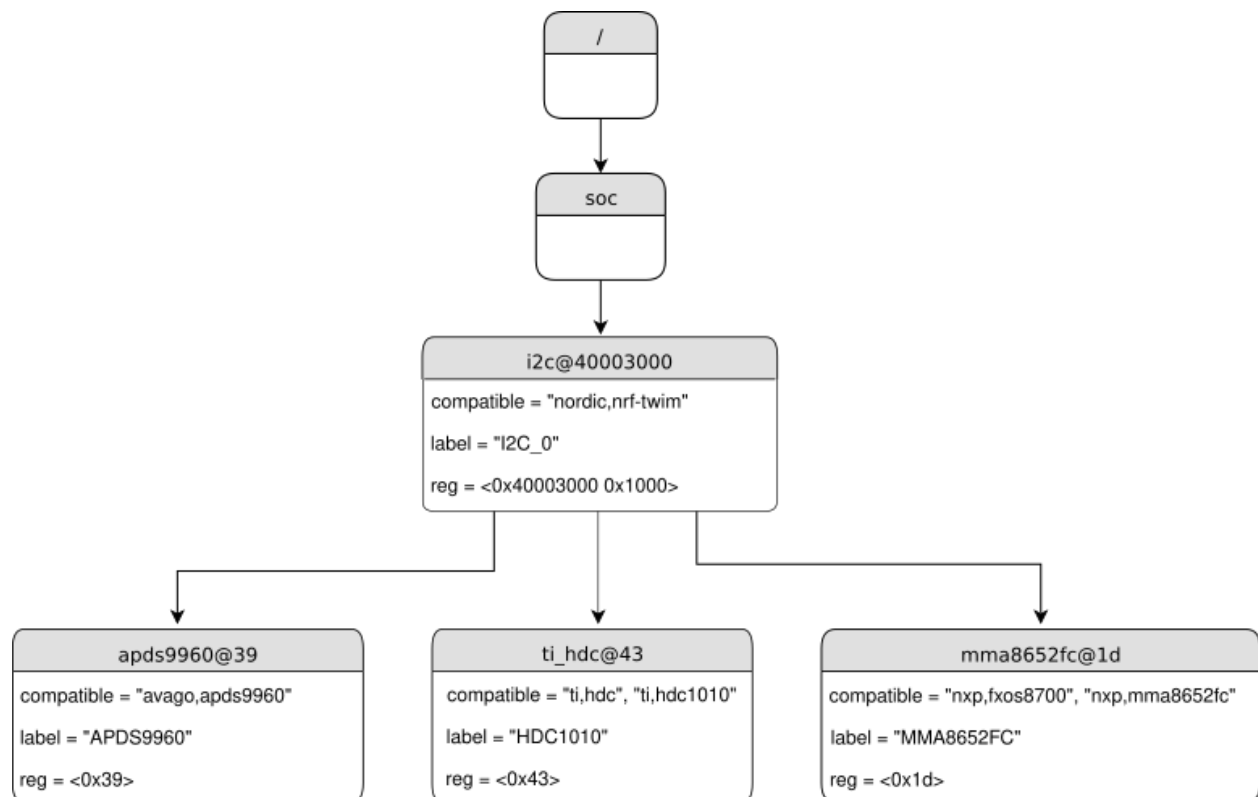 /
soc
i2c@40003000
compatible = "nordic,nrf-twim"
label = "I2C_0"
reg = <0x40003000 0x1000>
apds9960@39
compatible = "avago,apds9960"
label = "APDS9960"
reg = <0x39>
ti_hdc@43
compatible = "ti,hdc", "ti,hdc1010"
label = "HDC1010"
reg = <0x43>
mma8652fc@1d
compatible = "nxp,fxos8700", "nxp,mma8652fc"
label = "MMA8652FC"
reg = <0x1d>